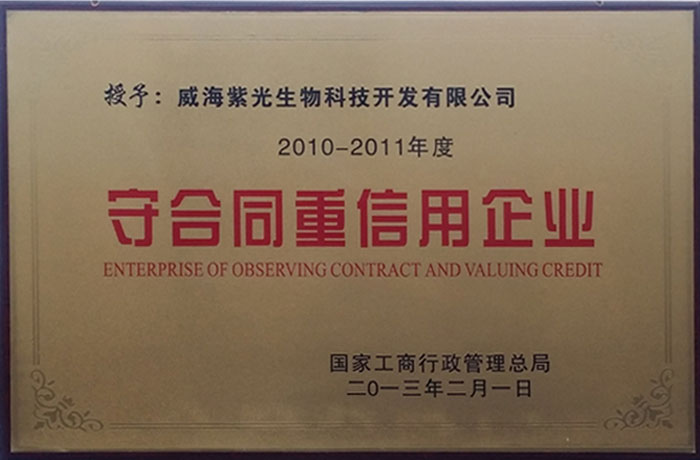 授予：威海紫光生物科技开发有限公司
2010-2011年度
守合同重信用企业
ENTERPRISE OF OBSERVING CONTRACT AND VALUING CREDIT
国家工商行政管理总局
二0一三年二月一日